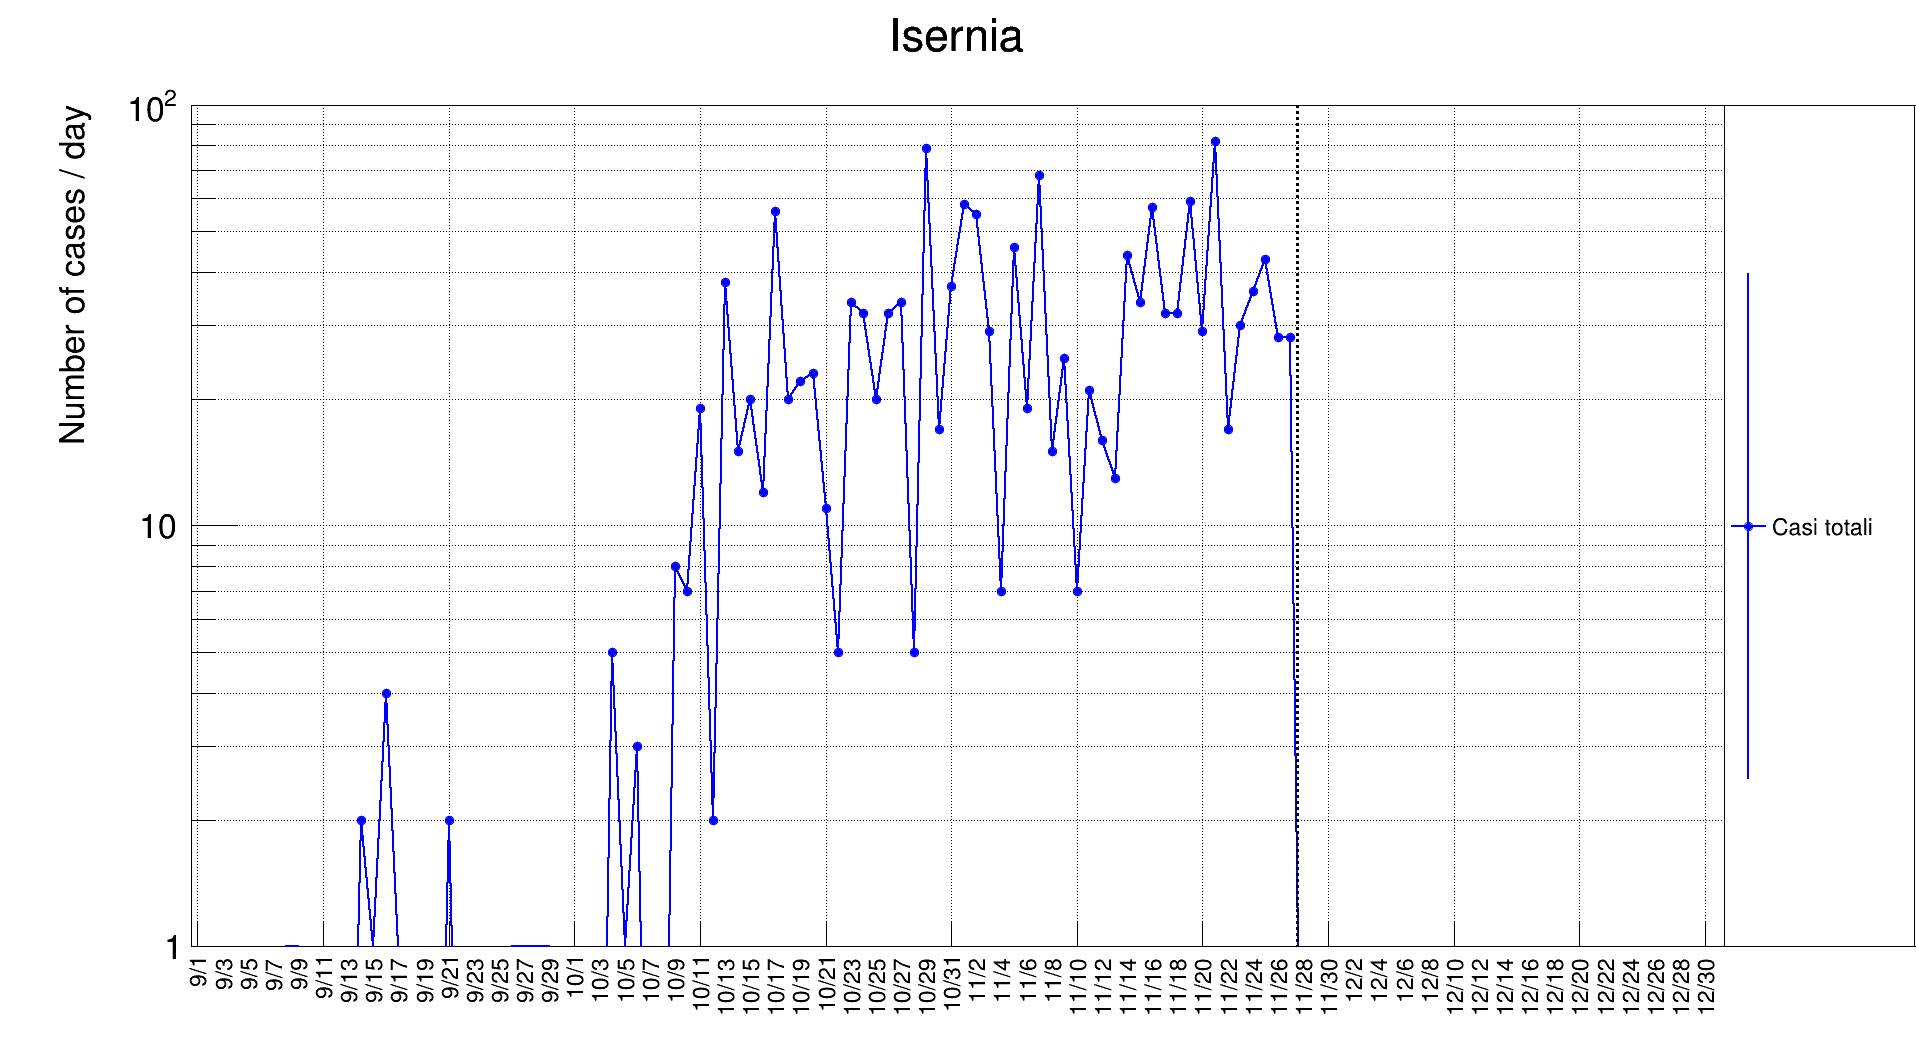 Isernia
Number of cases / day
10²
10
1
9/1 9/3 9/5 9/7 9/9 9/11 9/13 9/15 9/17 9/19 9/21 9/23 9/25 9/27 9/29 10/1 10/3 10/5 10/7 10/9 10/11 10/13 10/15 10/17 10/19 10/21 10/23 10/25 10/27 10/29 10/31 11/2 11/4 11/6 11/8 11/10 11/12 11/14 11/16 11/18 11/20 11/22 11/24 11/26 11/28 11/30 12/2 12/4 12/6 12/8 12/10 12/12 12/14 12/16 12/18 12/20 12/22 12/24 12/26 12/28 12/30
Casi totali